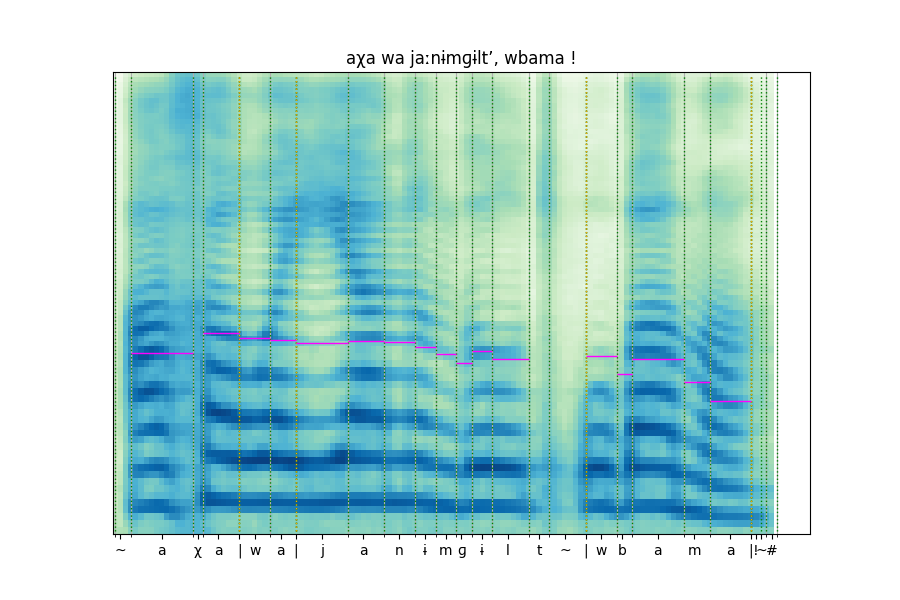 aχa wa ja:nɨmgɨlt’, wbama !
~ a χ a | w a | j a n ɨ m g ɨ l t ~ | w b a m a |!~#